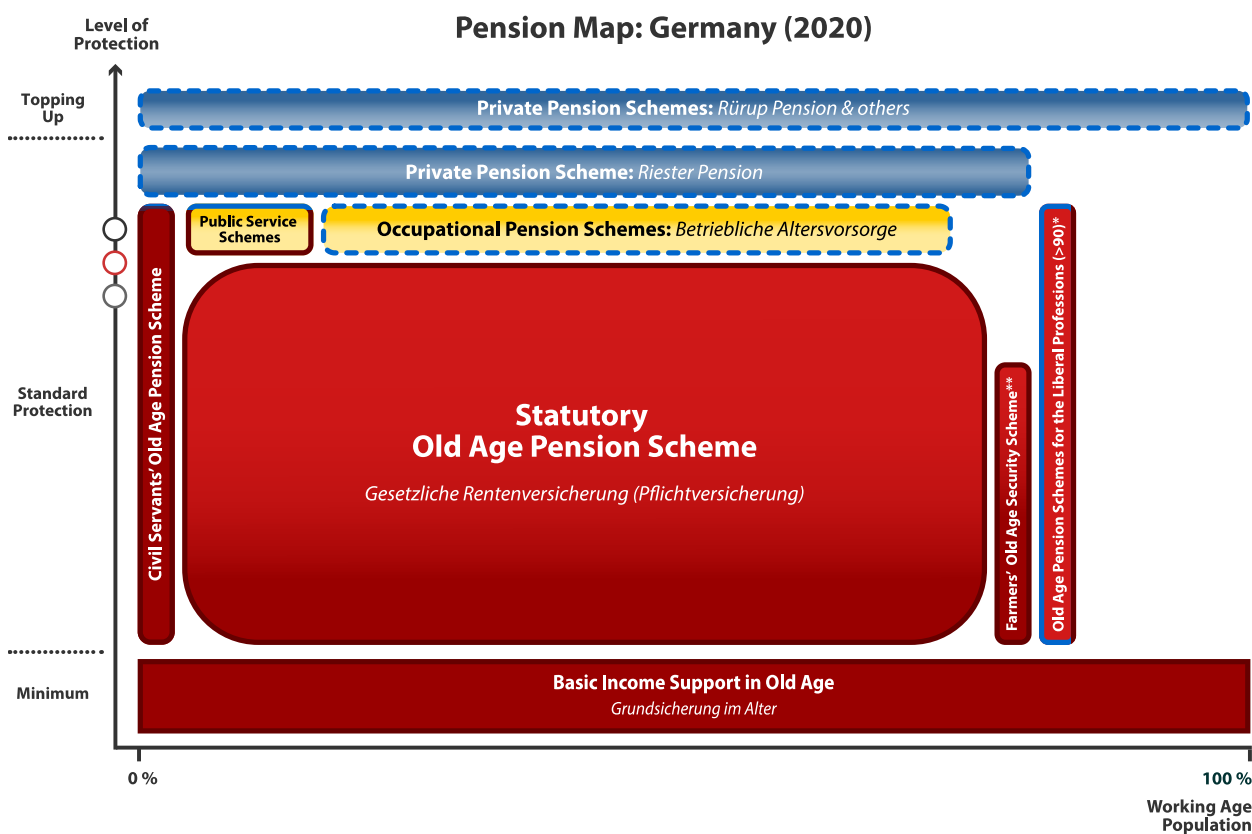 Pension Map: Germany (2020)
Level of
Protection
Topping
Up
Private Pension Schemes: Rürup Pension & others
Private Pension Scheme: Riester Pension
Public Service
Schemes
Occupational Pension Schemes: Betriebliche Altersvorsorge
Civil Servants' Old Age Pension Scheme
Standard
Protection
Statutory
Old Age Pension Scheme
Gesetzliche Rentenversicherung (Pflichtversicherung)
Farmers' Old Age Security Scheme**
Old Age Pension Schemes for the Liberal Professions (>90)*
Minimum
Basic Income Support in Old Age
Grundsicherung im Alter
0 %
100 %
Working Age
Population